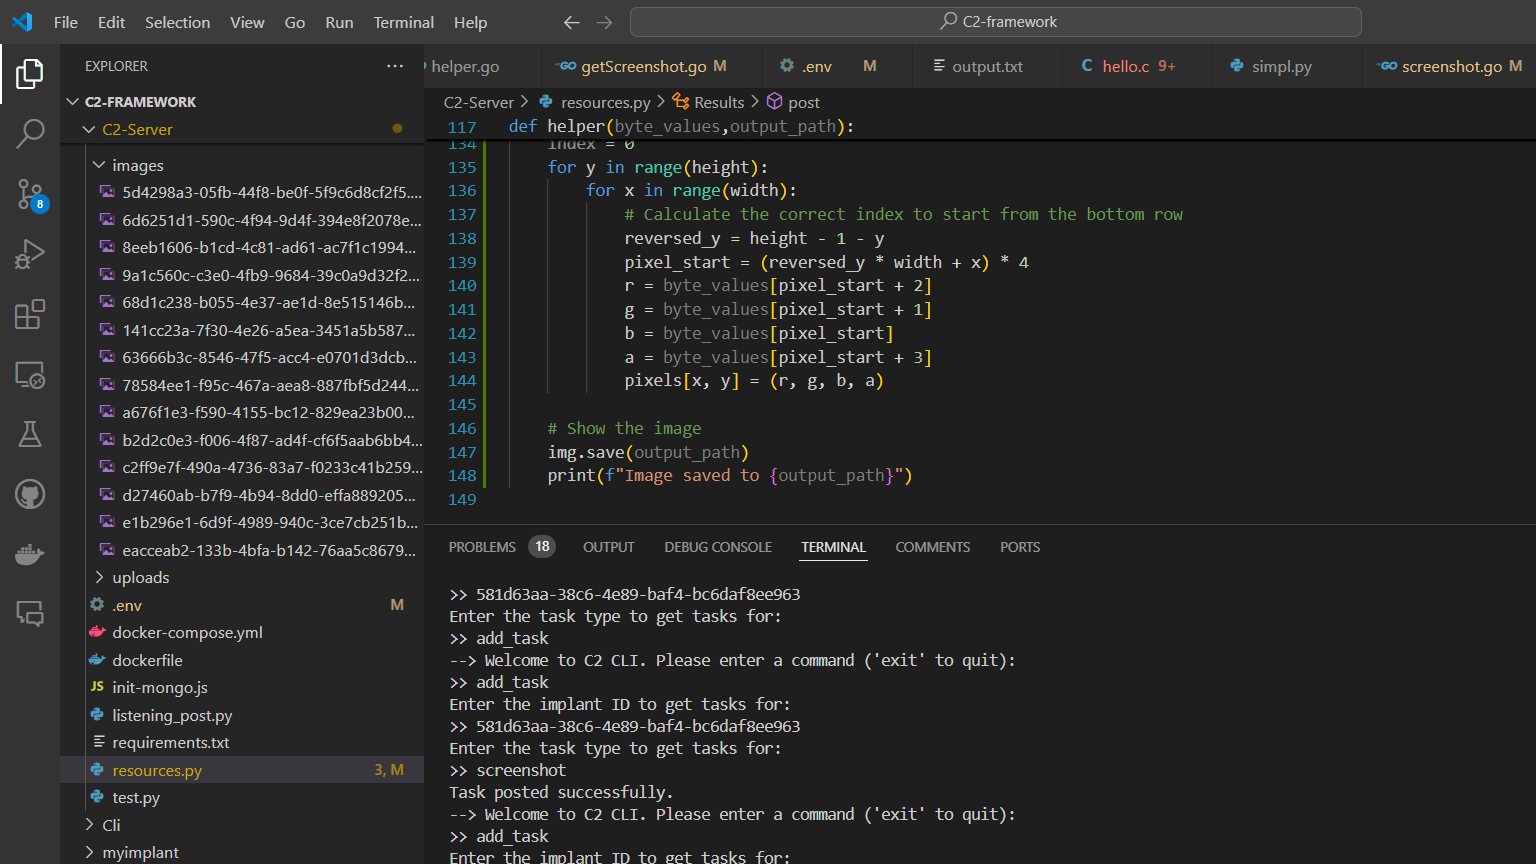 File Edit Selection View Go Run Terminal Help
C2-framework
EXPLORER
C2-FRAMEWORK
C2-Server
images
5d4298a3-05fb-44f8-be0f-5f9c6d8cf2f5....
6d6251d1-590c-4f94-9d4f-394e8f2078e...
8eeb1606-b1cd-4c81-ad61-ac7f1c1994...
9a1c560c-c3e0-4fb9-9684-39c0a9d32f2...
68d1c238-b055-4e37-ae1d-8e515146b...
141cc23a-7f30-4e26-a5ea-3451a5b587...
63666b3c-8546-47f5-acc4-e0701d3dcb...
78584ee1-f95c-467a-aea8-887fbf5d244...
a676f1e3-f590-4155-bc12-829ea23b00...
b2d2c0e3-f006-4f87-ad4f-cf6f5aab6bb4...
c2ff9e7f-490a-4736-83a7-f0233c41b259...
d27460ab-b7f9-4b94-8dd0-effa889205...
e1b296e1-6d9f-4989-940c-3ce7cb251b...
eacceab2-133b-4bfa-b142-76aa5c8679...
uploads
.env M
docker-compose.yml
dockerfile
JS init-mongo.js
listening_post.py
requirements.txt
resources.py 3, M
test.py
Cli
myimplant
8
helper.go
getScreenshot.go M
.env M
output.txt
C hello.c 9+
simpl.py
screenshot.go M
C2-Server > resources.py > Results > post
117 def helper(byte_values,output_path):
134 index = 0
135 for y in range(height):
136 for x in range(width):
137 # Calculate the correct index to start from the bottom row
138 reversed_y = height - 1 - y
139 pixel_start = (reversed_y * width + x) * 4
140 r = byte_values[pixel_start + 2]
141 g = byte_values[pixel_start + 1]
142 b = byte_values[pixel_start]
143 a = byte_values[pixel_start + 3]
144 pixels[x, y] = (r, g, b, a)
145
146 # Show the image
147 img.save(output_path)
148 print(f"Image saved to {output_path}")
149
PROBLEMS 18 OUTPUT DEBUG CONSOLE TERMINAL COMMENTS PORTS
>> 581d63aa-38c6-4e89-baf4-bc6daf8ee963
Enter the task type to get tasks for:
>> add_task
--> Welcome to C2 CLI. Please enter a command ('exit' to quit):
>> add_task
Enter the implant ID to get tasks for:
>> 581d63aa-38c6-4e89-baf4-bc6daf8ee963
Enter the task type to get tasks for:
>> screenshot
Task posted successfully.
--> Welcome to C2 CLI. Please enter a command ('exit' to quit):
>> add_task
Enter the implant ID to get tasks for: